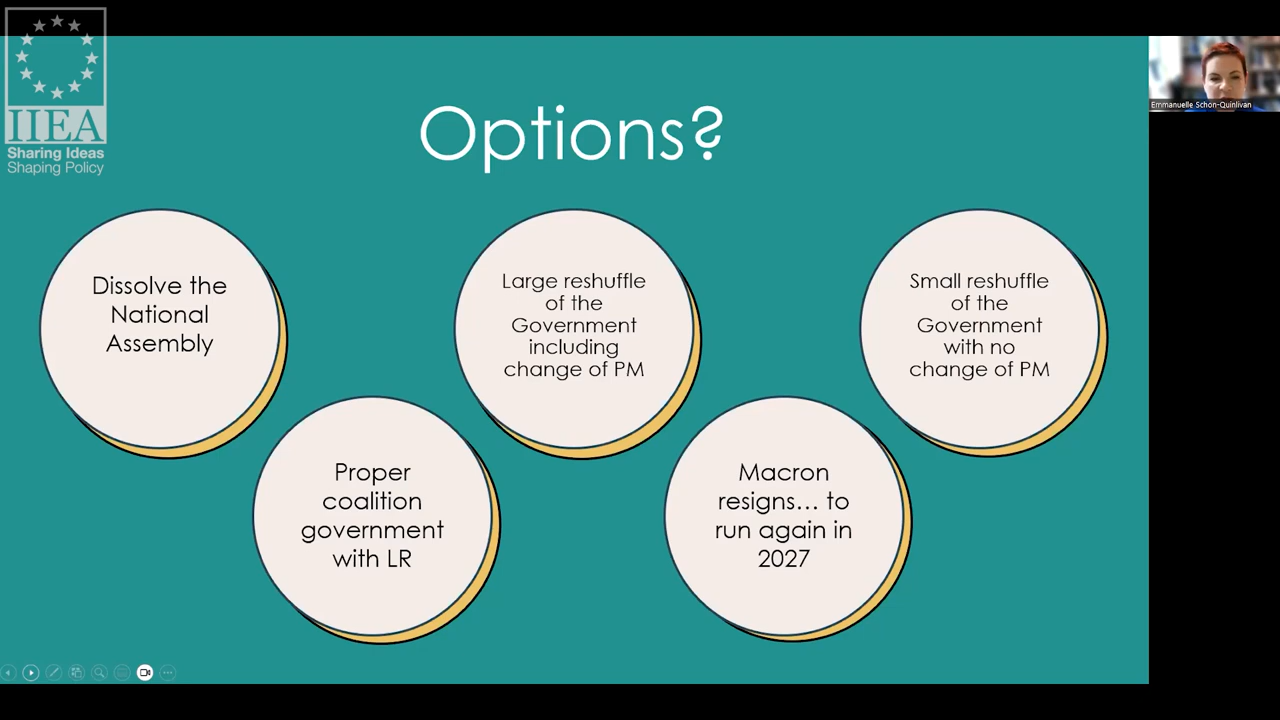 IIEA
Sharing Ideas
Shaping Policy
Emmanuelle Schon-Quinlivan
Options?
Dissolve the
National
Assembly
Proper
coalition
government
with LR
Large reshuffle
of the
Government
including
change of PM
Macron
resigns... to
run again in
2027
Small reshuffle
of the
Government
with no
change of PM